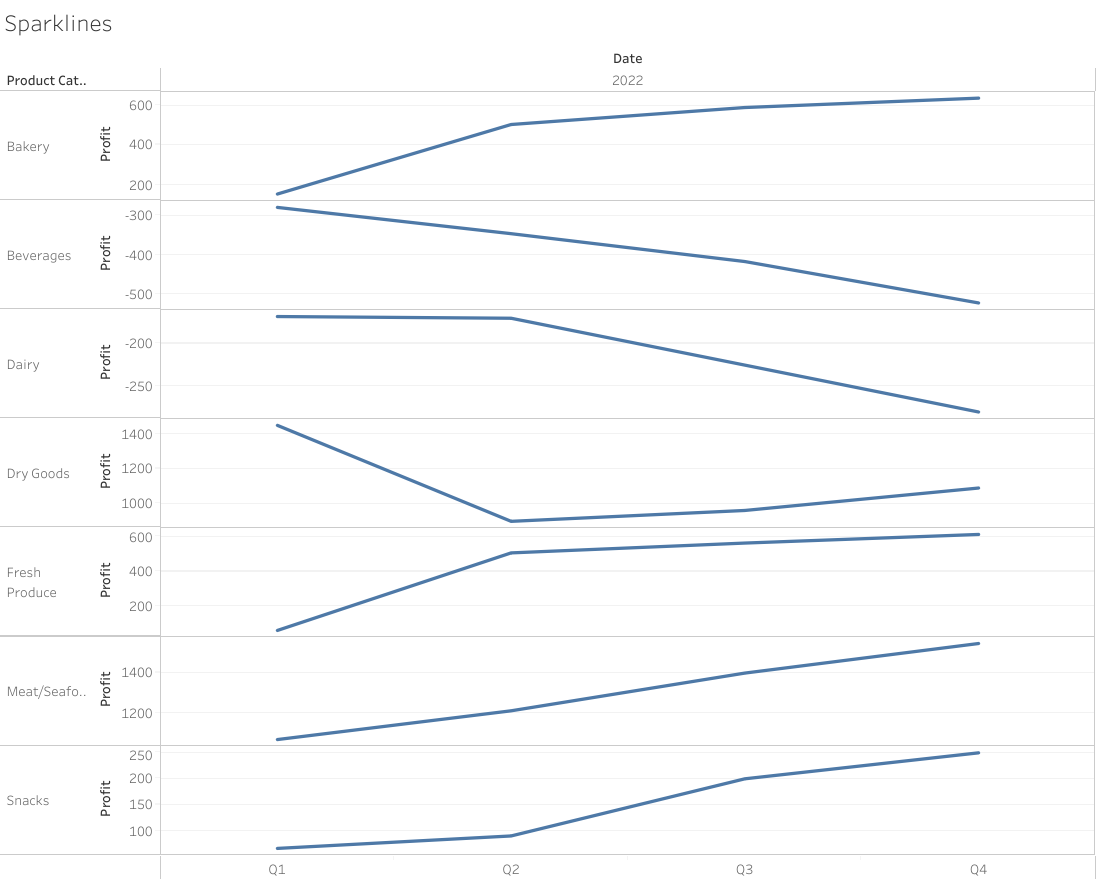 Sparklines
Date
Product Cat..
2022
Bakery
Profit
600
400
200
Beverages
Profit
-300
-400
-500
Dairy
Profit
-200
-250
Dry Goods
Profit
1400
1200
1000
Fresh
Produce
Profit
600
400
200
Meat/Seafo..
Profit
1400
1200
Snacks
Profit
250
200
150
100
Q1 Q2 Q3 Q4